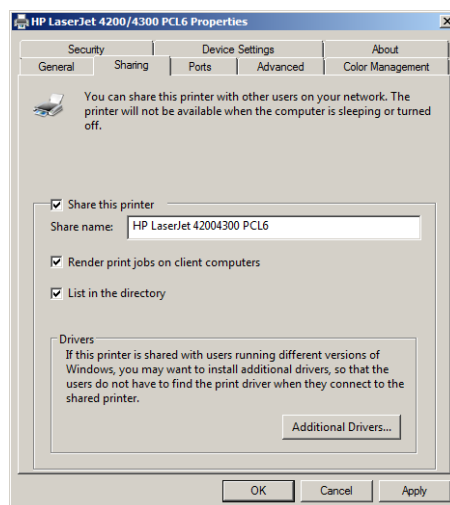 HP LaserJet 4200/4300 PCL6 Properties
Security Device Settings About
General Sharing Ports Advanced Color Management
You can share this printer with other users on your network. The
printer will not be available when the computer is sleeping or turned
off.
Share this printer
Share name: HP LaserJet 42004300 PCL6
Render print jobs on client computers
List in the directory
Drivers
If this printer is shared with users running different versions of
Windows, you may want to install additional drivers, so that the
users do not have to find the print driver when they connect to the
shared printer.
Additional Drivers...
OK Cancel Apply